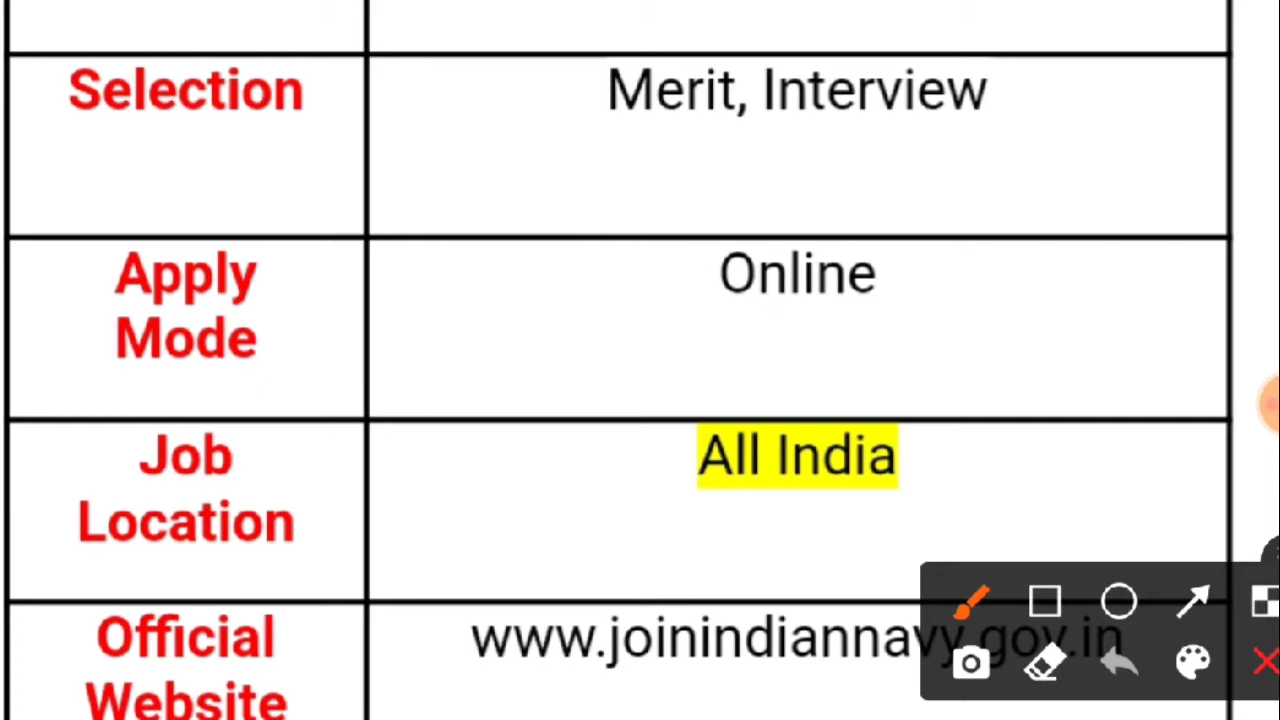 Selection
Merit, Interview
Apply
Mode
Online
Job
Location
All India
Official
Website
www.joinindiannavy.gov.in